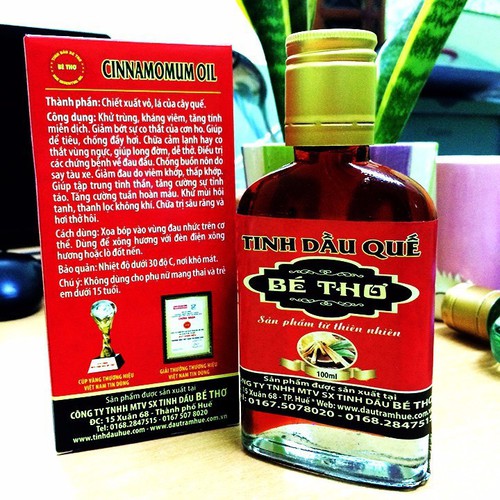 TINH DẦU BÉ THƠ
BÉ THƠ
CINNAMOMUM OIL
Thành phần: Chiết xuất vỏ, lá của cây quế.
Công dụng: Khử trùng, kháng viêm, tăng tính
miễn dịch. Giảm bớt sự co thắt của cơn ho. Giúp
dễ tiêu, chống đầy hơi. Chữa cảm lạnh hay co
thắt vùng ngực, giúp long đờm, dễ thở. Điều trị
các chứng bệnh về đau đầu. Chống buồn nôn do
say tàu xe. Giảm đau do viêm khớp, thấp khớp.
Giúp tập trung tinh thần, tăng cường sự tỉnh
táo. Tăng cường tuần hoàn máu. Khử mùi hôi
tanh, thanh lọc không khí. Chữa trị sâu răng và
hơi thở hôi.
Cách dùng: Xoa bóp vào vùng đau nhức trên cơ
thể. Dùng để xông hương với đèn điện xông
hương hoặc lò đốt nến.
Bảo quản: Nhiệt độ dưới 30 độ C, nơi khô mát.
Chú ý: Không dùng cho phụ nữ mang thai và trẻ
em dưới 15 tuổi.
CÚP VÀNG THƯƠNG HIỆU
VIỆT NAM TIN DÙNG
GIẢI THƯỞNG THƯƠNG HIỆU
VIỆT NAM TIN DÙNG
Sản phẩm được sản xuất tại
CÔNG TY TNHH MTV SX TINH DẦU BÉ THƠ
ĐC: 15 Xuân 68 - Thành phố Huế
Tel: 0168.2847515 - 0167 507 8020
www.tinhdauhue.com - www.dautramhue.com.vn
TINH DẦU QUẾ
BÉ THƠ
Sản phẩm từ thiên nhiên
100ml
Sản phẩm được sản xuất tại
CÔNG TY TNHH MTV SX TINH DẦU BÉ THƠ
ĐC: 15 Xuân 68 - TP. Huế * Web: www.dautramhue.com
ĐT: 0167.5078020 - 0168.2847515